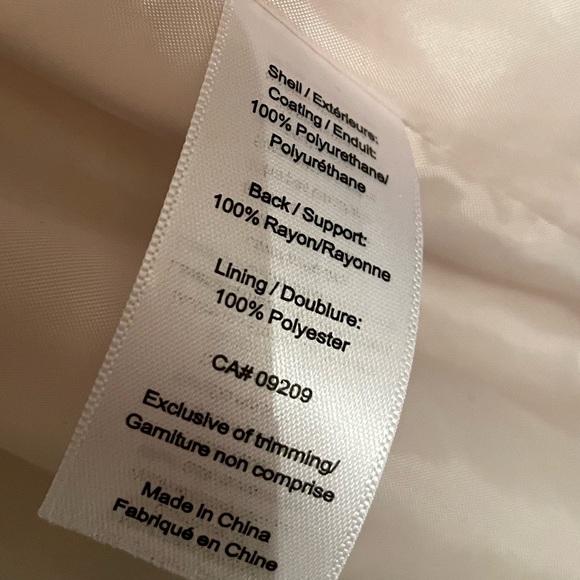 Shell / Extérieure:
Coating / Enduit:
100% Polyurethane/
Polyuréthane
Back / Support:
100% Rayon/Rayonne
Lining / Doublure:
100% Polyester
CA# 09209
Exclusive of trimming/
Garniture non comprise
Made in China
Fabriqué en Chine